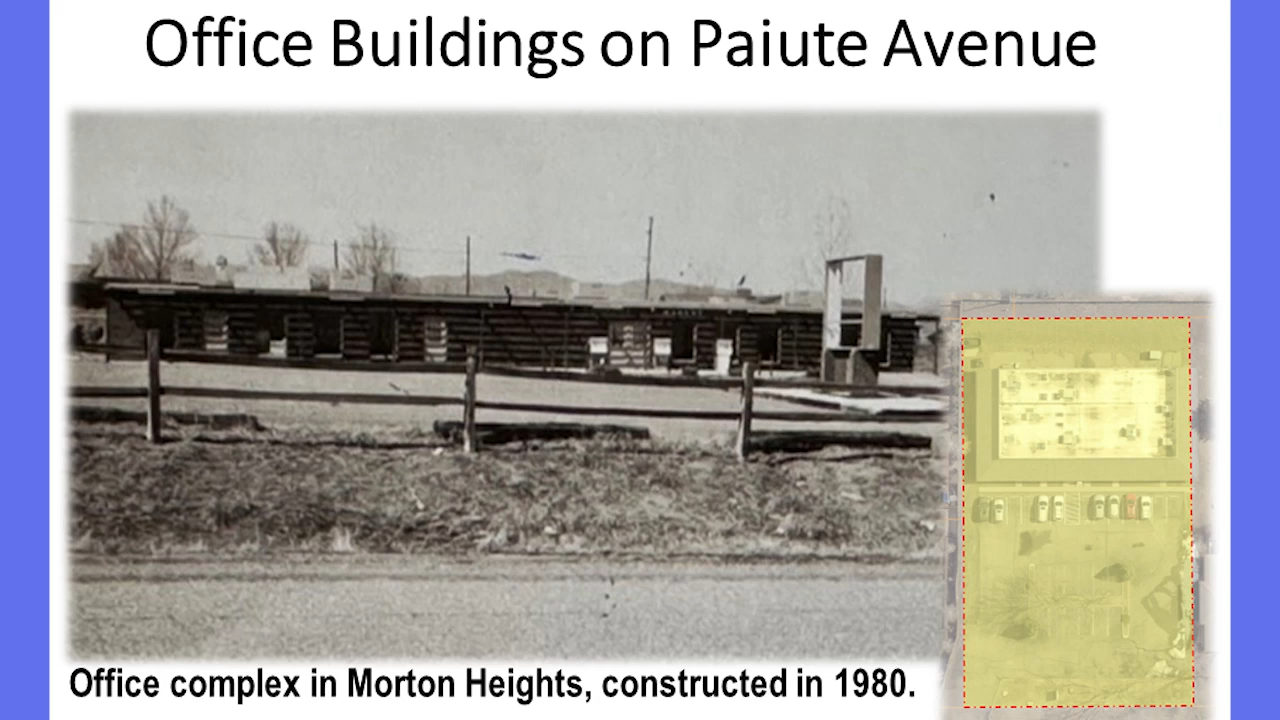 Office Buildings on Paiute Avenue
Office complex in Morton Heights, constructed in 1980.